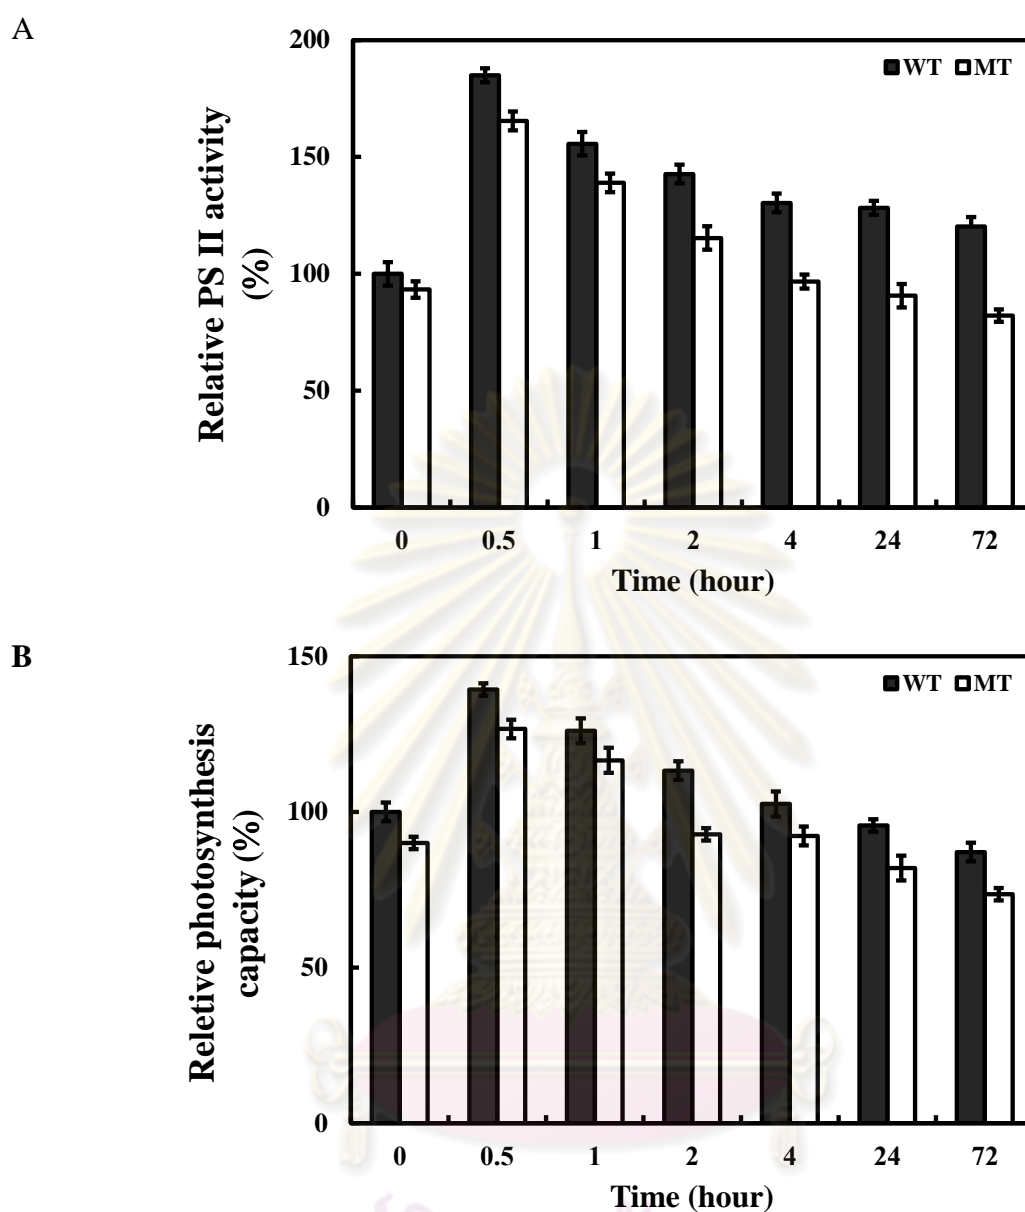 A
200
WT MT
150
100
50
0
Relative PS II activity
(%)
0 0.5 1 2 4 24 72
Time (hour)
B
150
WT MT
100
50
0
Reletive photosynthesis
capacity (%)
0 0.5 1 2 4 24 72
Time (hour)